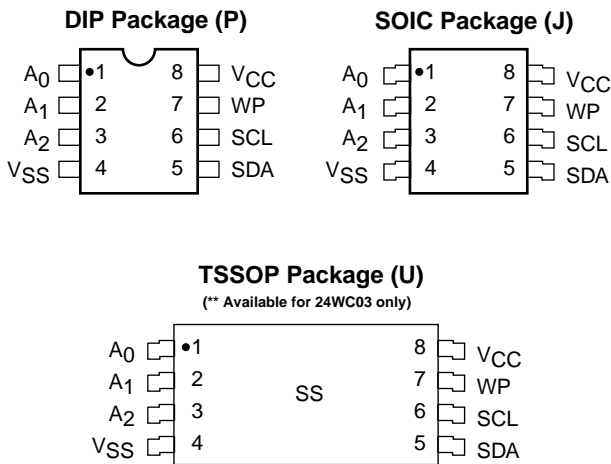 DIP Package (P)
A0 1 8 VCC
A1 2 7 WP
A2 3 6 SCL
VSS 4 5 SDA
SOIC Package (J)
A0 1 8 VCC
A1 2 7 WP
A2 3 6 SCL
VSS 4 5 SDA
TSSOP Package (U)
(** Available for 24WC03 only)
A0 1 8 VCC
A1 2 7 WP
SS
A2 3 6 SCL
VSS 4 5 SDA